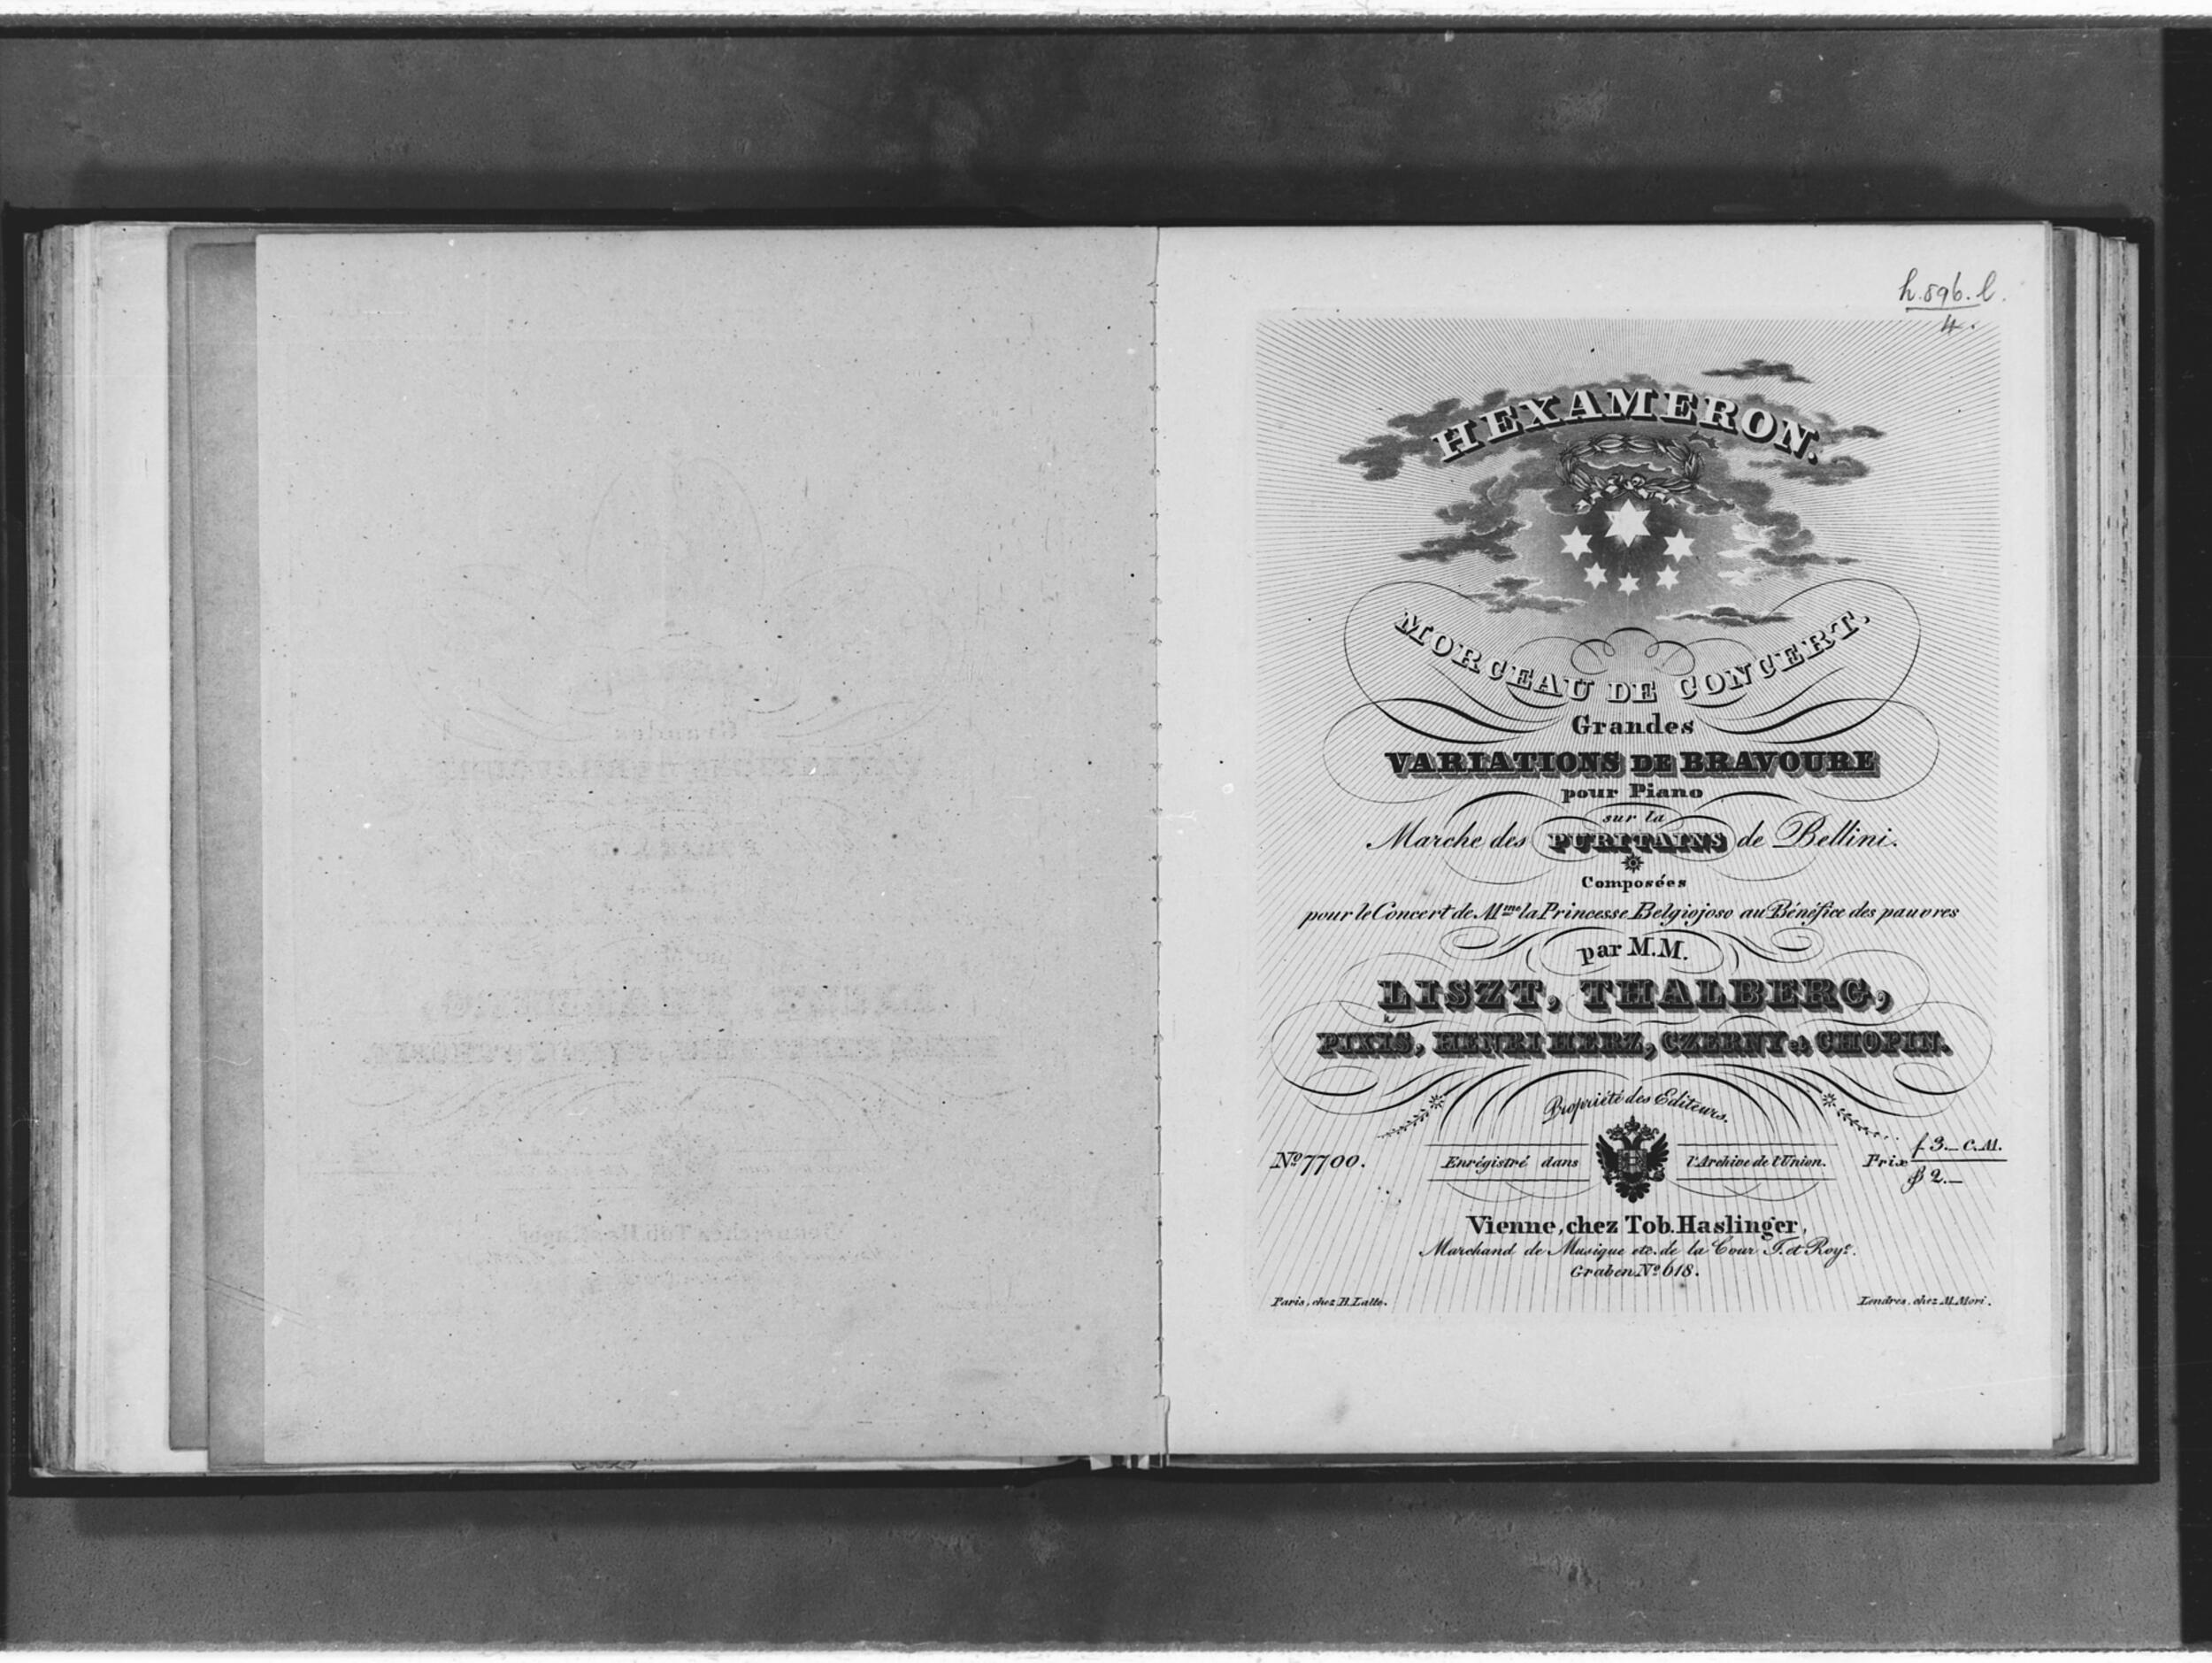 h.896.l.
4.
HEXAMERON.
MORCEAU DE CONCERT.
Grandes
VARIATIONS DE BRAVOURE
pour Piano
sur la
Marche des PURITAINS de Bellini.
Composées
pour le Concert de Mme la Princesse Belgiojoso au Bénéfice des pauvres
par M.M.
LISZT, THALBERG,
PIXIS, HENRI HERZ, CZERNY et CHOPIN.
Propriété des Editeurs.
No 7700.
Enrégistré dans l'Archive de l'Union.
Prix f 3._ C.M.
2._
Vienne, chez Tob. Haslinger,
Marchand de Musique etc. de la Cour I. et Roye.
Graben No 618.
Paris, chez B. Latte.
Londres, chez M. Mori.